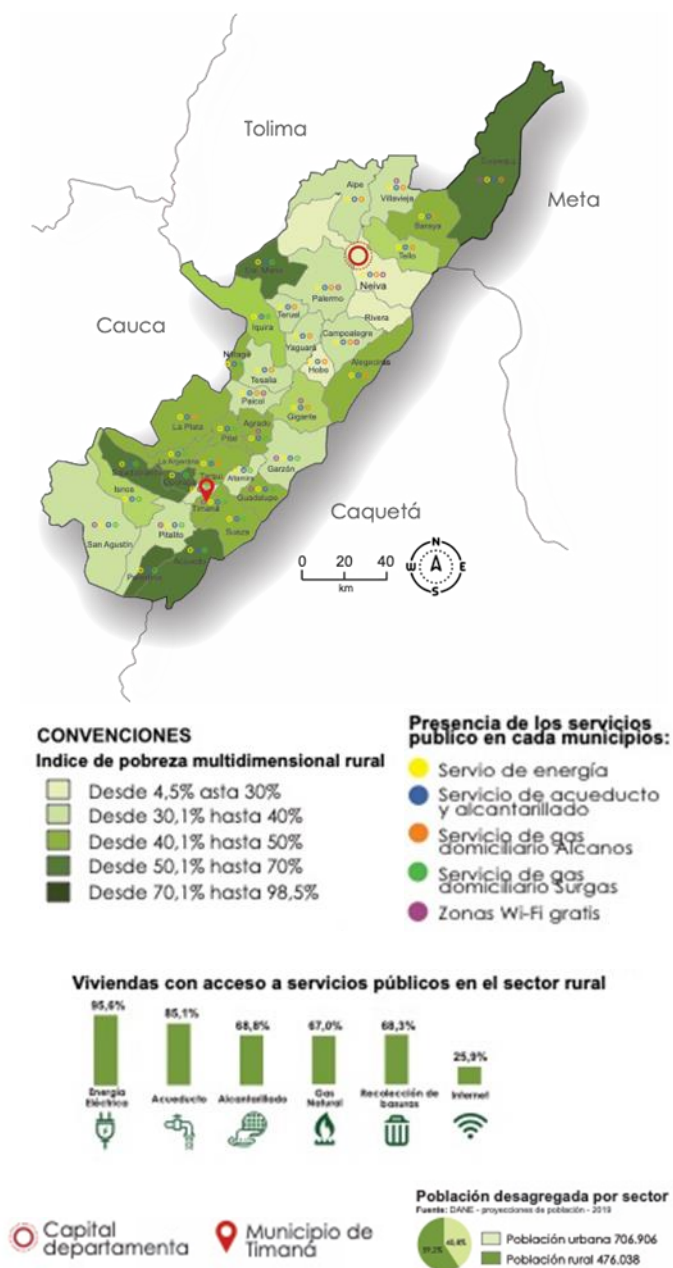 Tolima
Meta
Aipe
Villavieja
Baraya
Tello
Neiva
Palermo
Rivera
Cauca
Iquira
Teruel
Yaguará
Campoalegre
Nátaga
Tesalia
Hobo
Algeciras
Paicol
La Plata
Agrado
Gigante
Pital
La Argentina
Garzón
Altamira
Isnos
Guadalupe
Timaná
Suaza
San Agustín
Pitalito
Acevedo
Palestina
Caquetá
0 20 40
km
N
W A E
S
CONVENCIONES
Indice de pobreza multidimensional rural
Desde 4,5% asta 30%
Desde 30,1% hasta 40%
Desde 40,1% hasta 50%
Desde 50,1% hasta 70%
Desde 70,1% hasta 98,5%
Presencia de los servicios
público en cada municipios:
Servio de energía
Servicio de acueducto
y alcantarillado
Servicio de gas
domiciliario Alcanos
Servicio de gas
domiciliario Surgas
Zonas Wi-Fi gratis
Viviendas con acceso a servicios públicos en el sector rural
95,6%
85,1%
68,8%
67,0%
68,3%
25,9%
Energía
Eléctrica
Acueducto
Alcantarillado
Gas
Natural
Recolección de
basuras
Internet
Capital
departamenta
Municipio de
Timaná
Población desagregada por sector
Fuente: DANE - proyecciones de población - 2019
59,2%
40,8%
Población urbana 706.906
Población rural 476.038